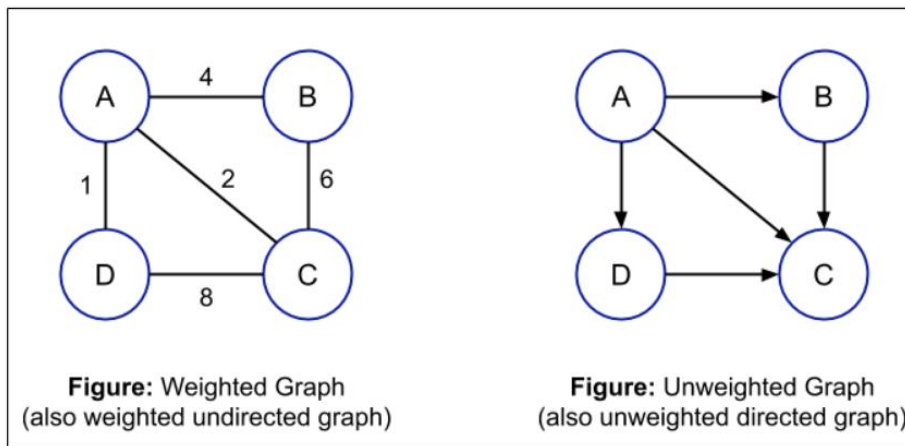 A
4
B
1
2
6
D
8
C
Figure: Weighted Graph
(also weighted undirected graph)
A
B
D
C
Figure: Unweighted Graph
(also unweighted directed graph)